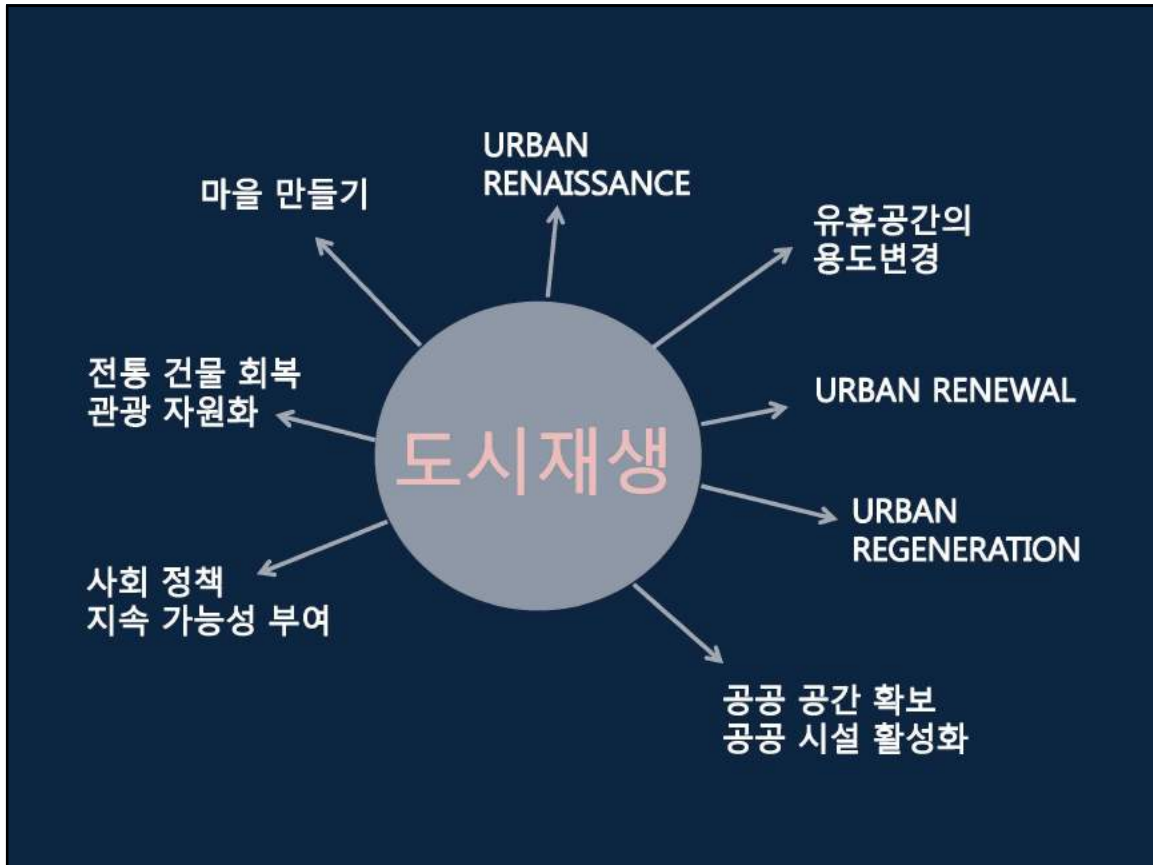 URBAN
RENAISSANCE
마을 만들기
유휴공간의
용도변경
전통 건물 회복
관광 자원화
URBAN RENEWAL
도시재생
URBAN
REGENERATION
사회 정책
지속 가능성 부여
공공 공간 확보
공공 시설 활성화